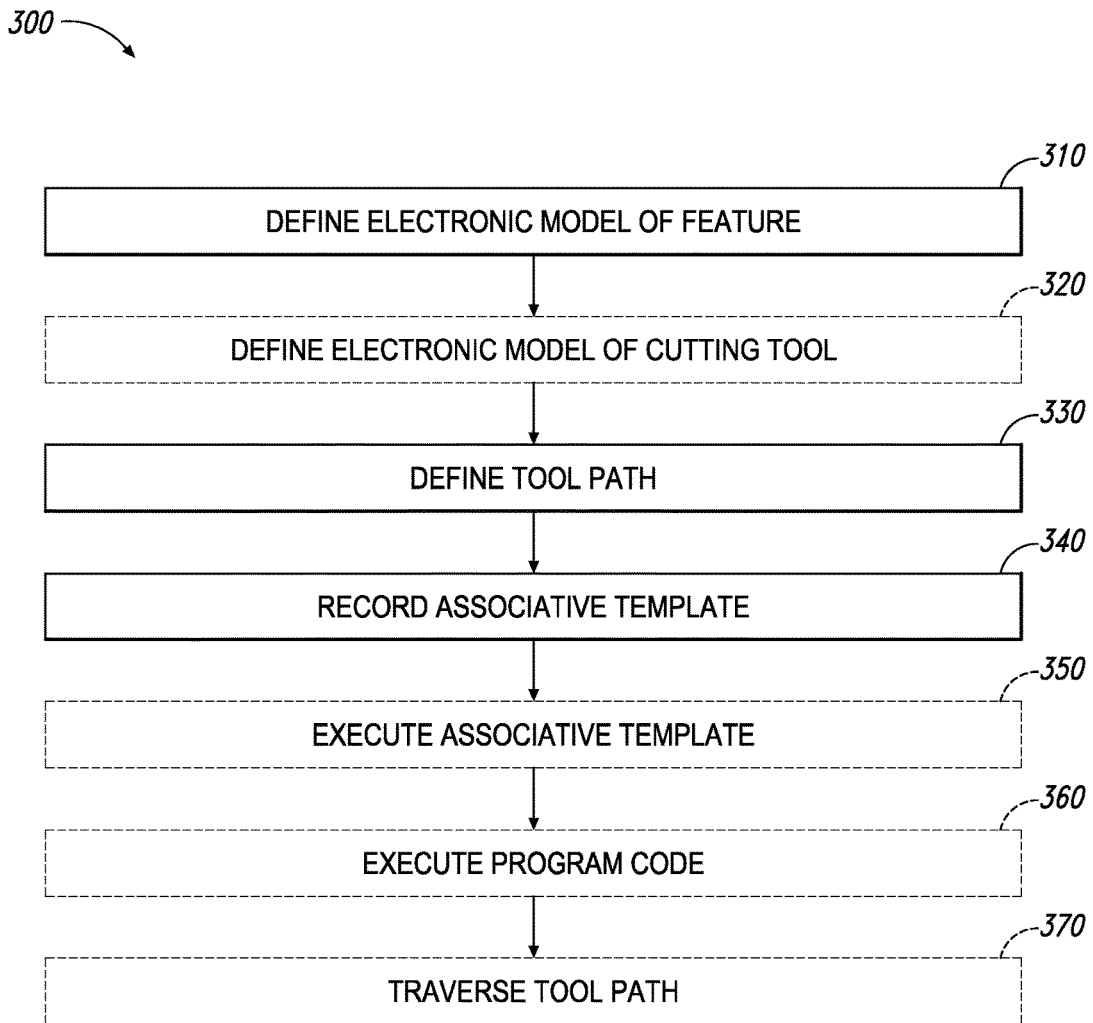 300
310
DEFINE ELECTRONIC MODEL OF FEATURE
320
DEFINE ELECTRONIC MODEL OF CUTTING TOOL
330
DEFINE TOOL PATH
340
RECORD ASSOCIATIVE TEMPLATE
350
EXECUTE ASSOCIATIVE TEMPLATE
360
EXECUTE PROGRAM CODE
370
TRAVERSE TOOL PATH